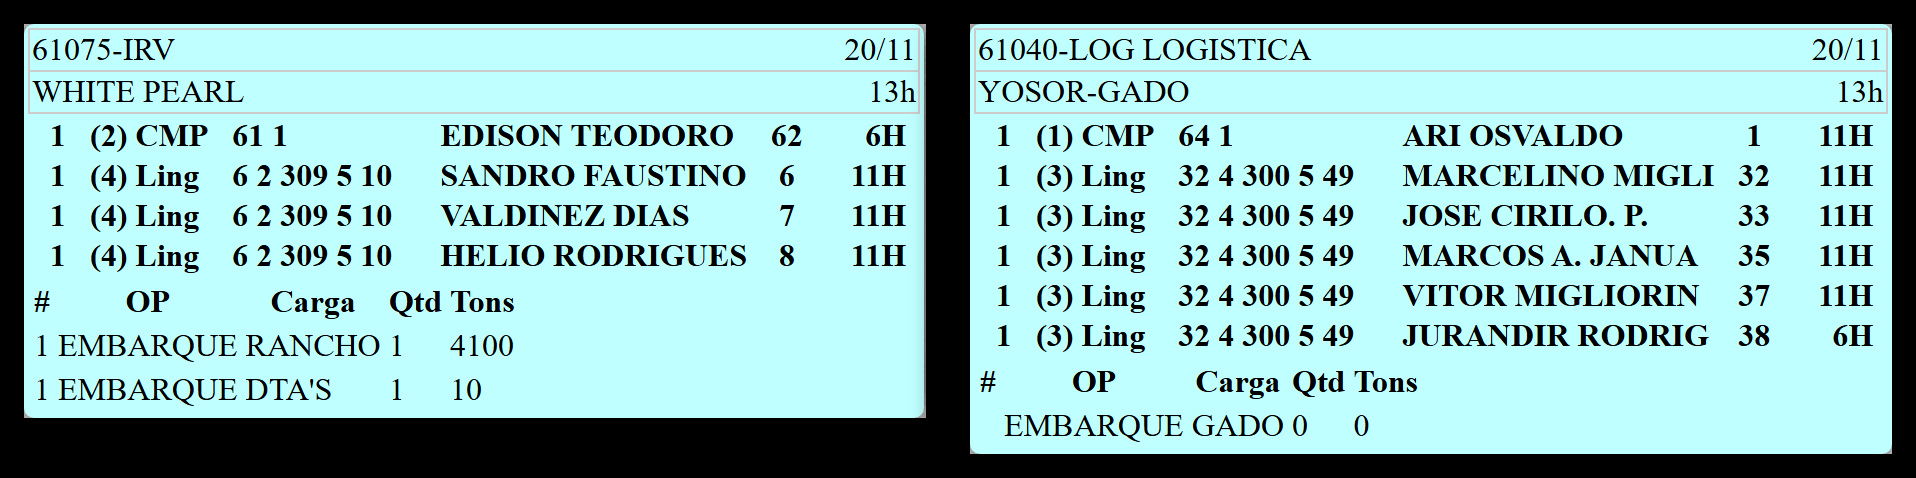 61075-IRV 20/11
WHITE PEARL 13h
1 (2) CMP 61 1 EDISON TEODORO 62 6H
1 (4) Ling 6 2 309 5 10 SANDRO FAUSTINO 6 11H
1 (4) Ling 6 2 309 5 10 VALDINEZ DIAS 7 11H
1 (4) Ling 6 2 309 5 10 HELIO RODRIGUES 8 11H
# OP Carga Qtd Tons
1 EMBARQUE RANCHO 1 4100
1 EMBARQUE DTA'S 1 10
61040-LOG LOGISTICA 20/11
YOSOR-GADO 13h
1 (1) CMP 64 1 ARI OSVALDO 1 11H
1 (3) Ling 32 4 300 5 49 MARCELINO MIGLI 32 11H
1 (3) Ling 32 4 300 5 49 JOSE CIRILO. P. 33 11H
1 (3) Ling 32 4 300 5 49 MARCOS A. JANUA 35 11H
1 (3) Ling 32 4 300 5 49 VITOR MIGLIORIN 37 11H
1 (3) Ling 32 4 300 5 49 JURANDIR RODRIG 38 6H
# OP Carga Qtd Tons
EMBARQUE GADO 0 0